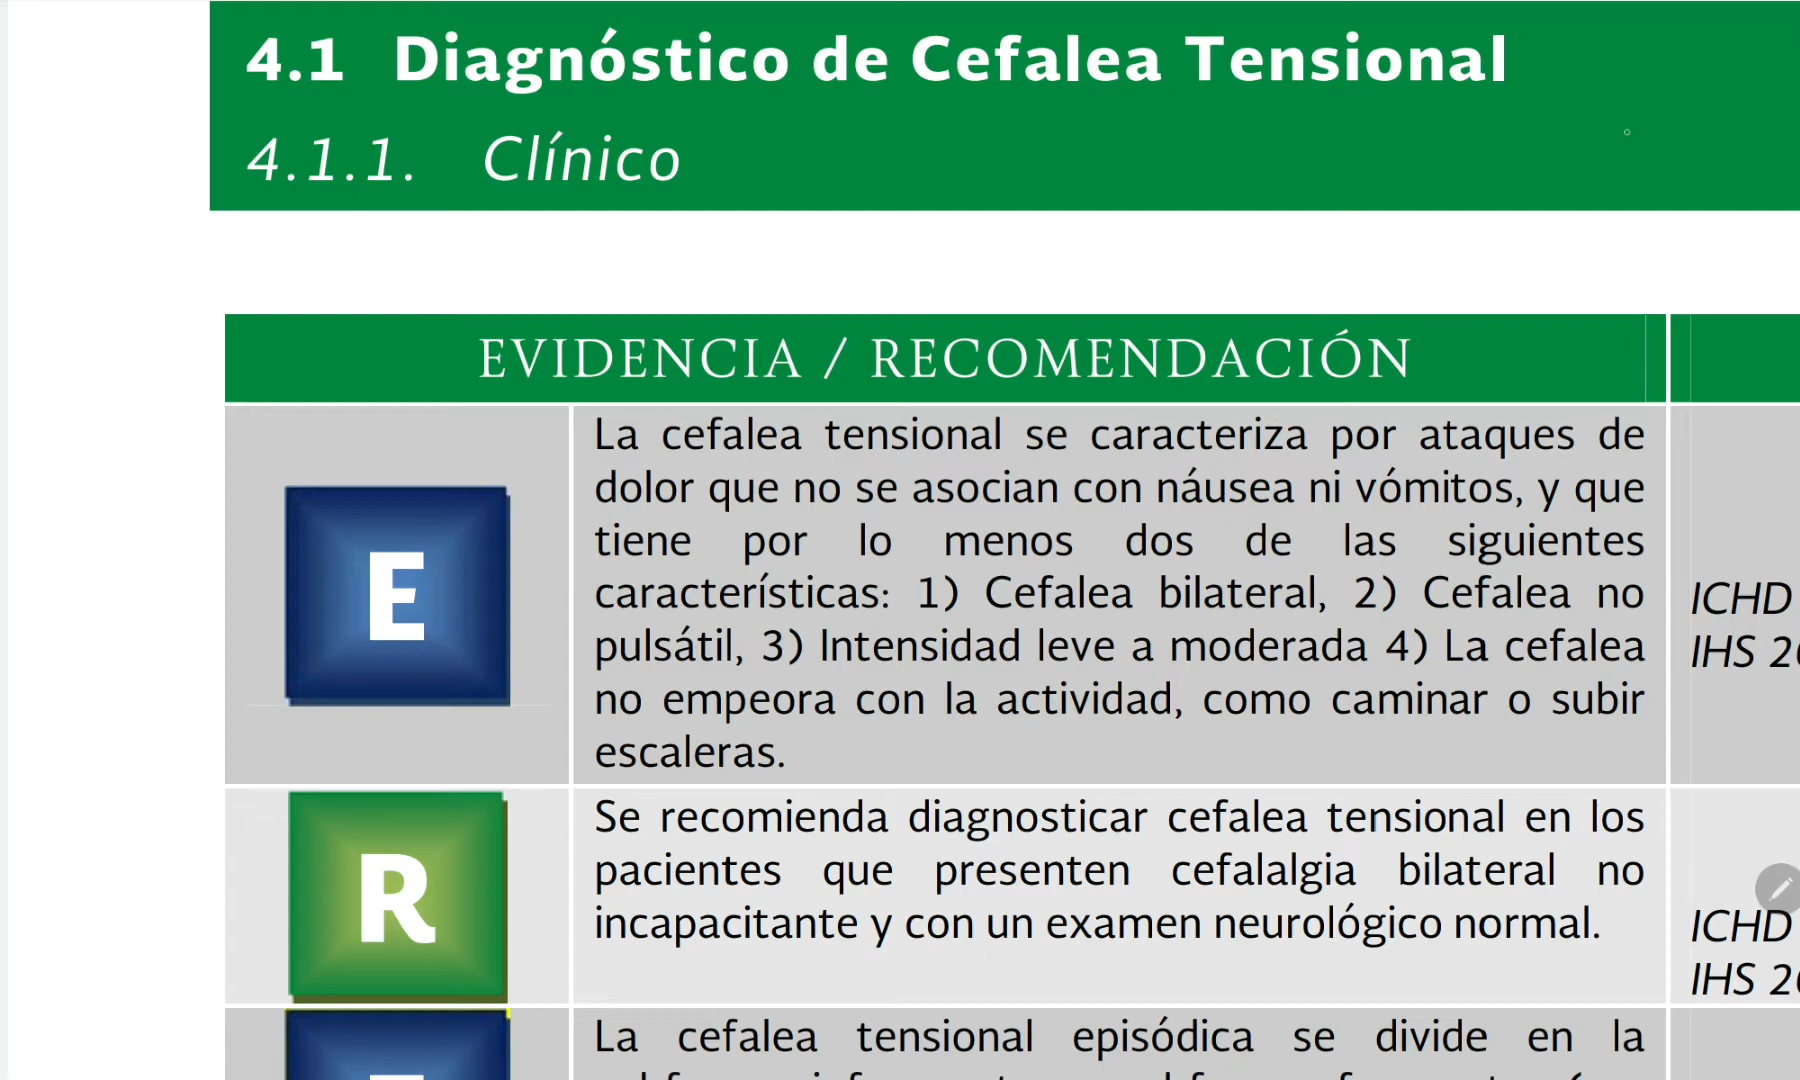 4.1 Diagnóstico de Cefalea Tensional
4.1.1. Clínico
EVIDENCIA / RECOMENDACIÓN
E
La cefalea tensional se caracteriza por ataques de
dolor que no se asocian con náusea ni vómitos, y que
tiene por lo menos dos de las siguientes
características: 1) Cefalea bilateral, 2) Cefalea no
pulsátil, 3) Intensidad leve a moderada 4) La cefalea
no empeora con la actividad, como caminar o subir
escaleras.
ICHD
IHS
R
Se recomienda diagnosticar cefalea tensional en los
pacientes que presenten cefalalgia bilateral no
incapacitante y con un examen neurológico normal.
ICHD
IHS
La cefalea tensional episódica se divide en la